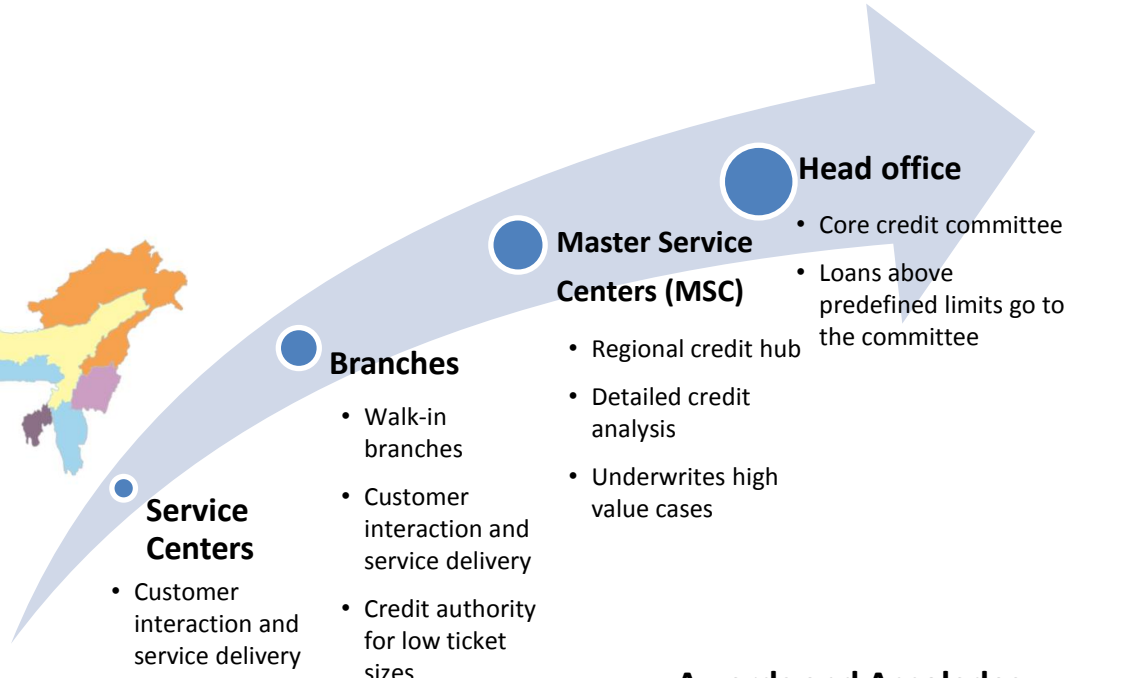 Head office
• Core credit committee
• Loans above
predefined limits go to
the committee
Master Service
Centers (MSC)
• Regional credit hub
• Detailed credit
analysis
• Underwrites high
value cases
Branches
• Walk-in
branches
• Customer
interaction and
service delivery
• Credit authority
for low ticket
sizes
Service
Centers
• Customer
interaction and
service delivery